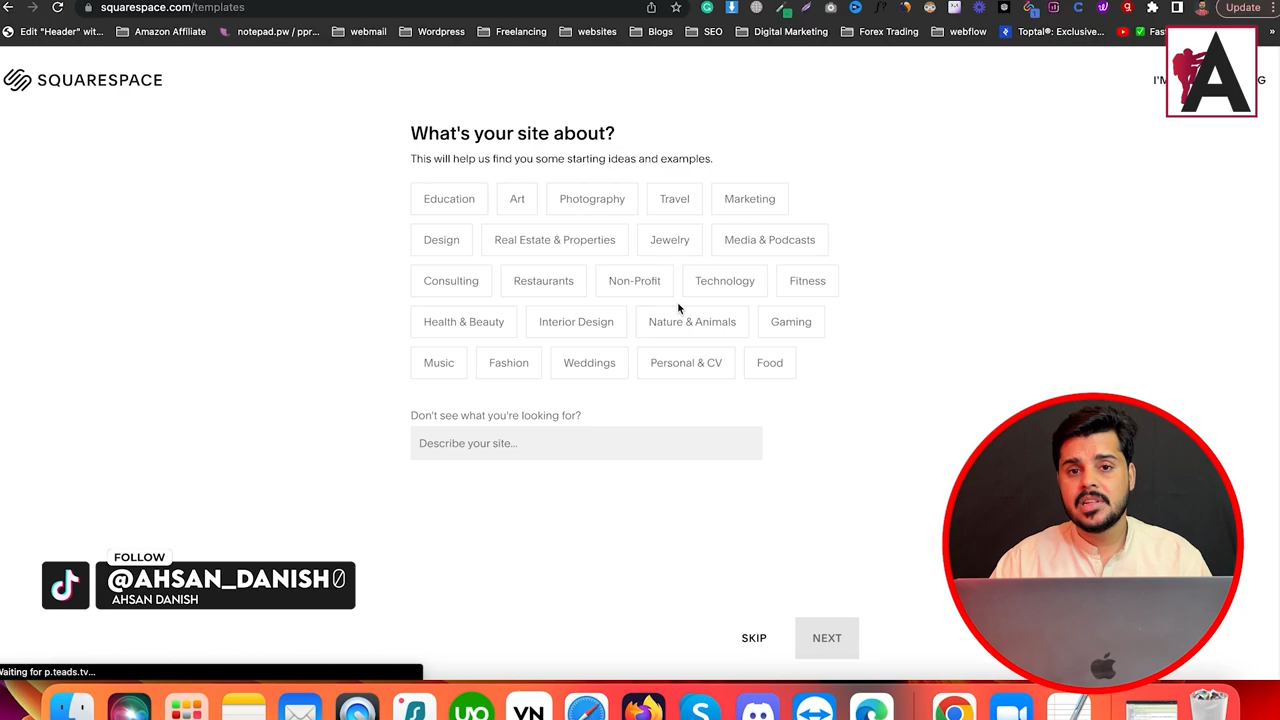 squarespace.com/templates
Update
Edit "Header" wit...
Amazon Affiliate
notepad.pw / ppr...
webmail
Wordpress
Freelancing
websites
Blogs
SEO
Digital Marketing
Forex Trading
webflow
Toptal®: Exclusive...
Fas
»
A
SQUARESPACE
I'M
G
What's your site about?
This will help us find you some starting ideas and examples.
Education Art Photography Travel Marketing
Design Real Estate & Properties Jewelry Media & Podcasts
Consulting Restaurants Non-Profit Technology Fitness
Health & Beauty Interior Design Nature & Animals Gaming
Music Fashion Weddings Personal & CV Food
Don't see what you're looking for?
Describe your site...
FOLLOW
@AHSAN_DANISH0
AHSAN DANISH
SKIP NEXT
Waiting for p.teads.tv...
UP
VN